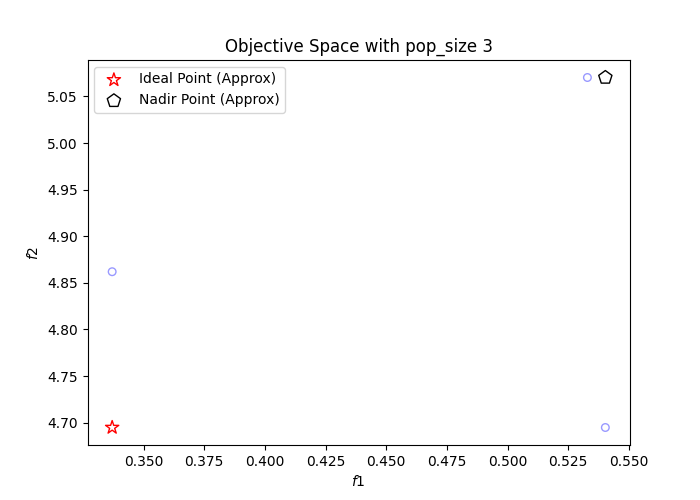 Objective Space with pop_size 3
Ideal Point (Approx)
Nadir Point (Approx)
f2
5.05
5.00
4.95
4.90
4.85
4.80
4.75
4.70
0.350 0.375 0.400 0.425 0.450 0.475 0.500 0.525 0.550
f1